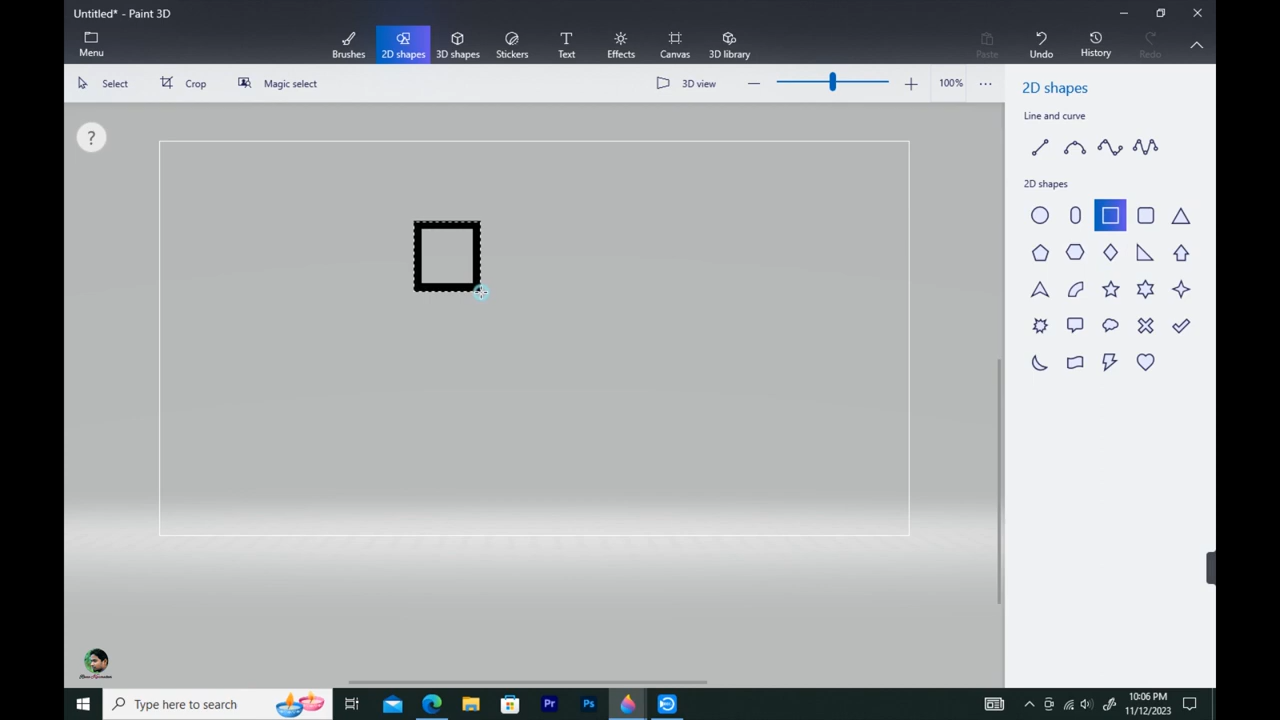 Untitled* - Paint 3D
Menu
Brushes
2D shapes
3D shapes
Stickers
Text
Effects
Canvas
3D library
Paste
Undo
History
Redo
Select
Crop
Magic select
3D view
100%
2D shapes
Line and curve
?
2D shapes
Type here to search
Pr
Ps
10:06 PM
11/12/2023